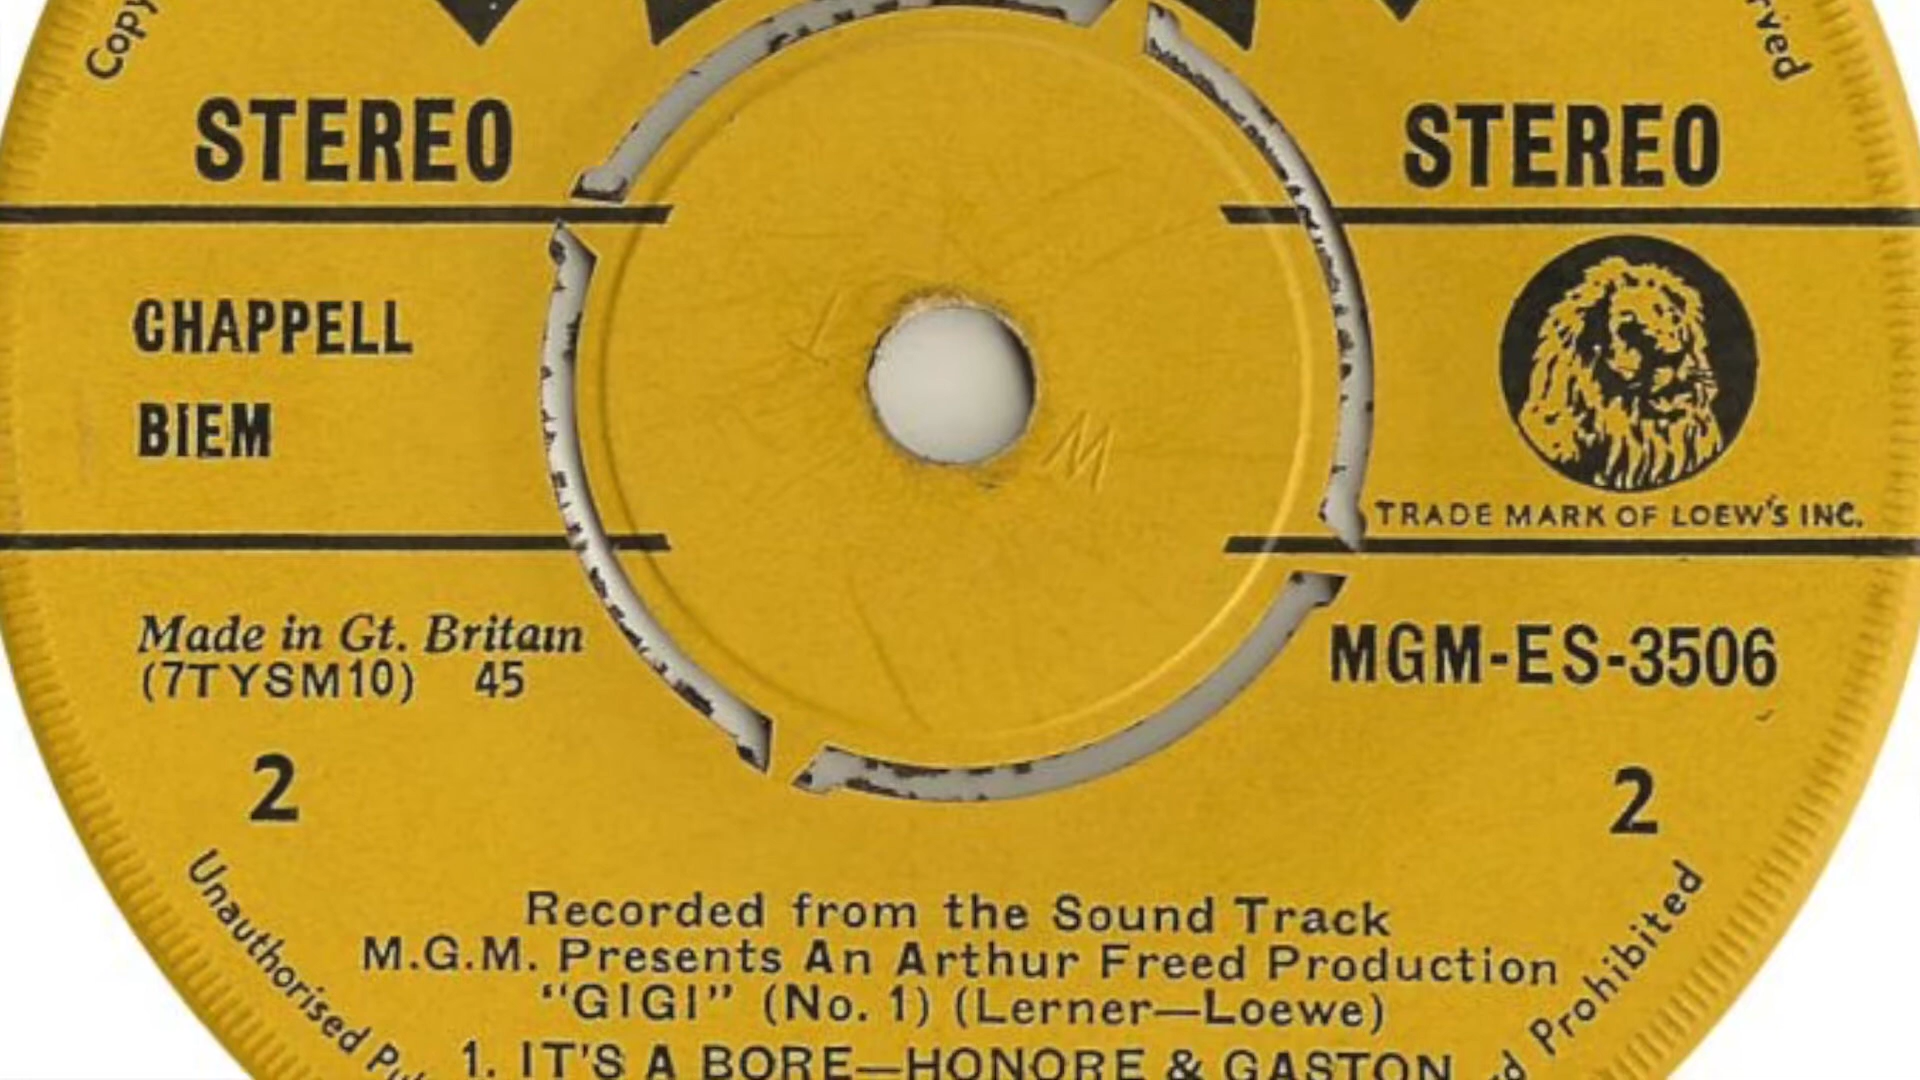 STEREO
STEREO
CHAPPELL
BIEM
TRADE MARK OF LOEW'S INC.
Made in Gt. Britain
(7TYSM10) 45
MGM-ES-3506
2
2
Recorded from the Sound Track
M.G.M. Presents An Arthur Freed Production
"GIGI" (No. 1) (Lerner—Loewe)
1. IT'S A BORE—HONORE & GASTON
Unauthorised
Prohibited
M